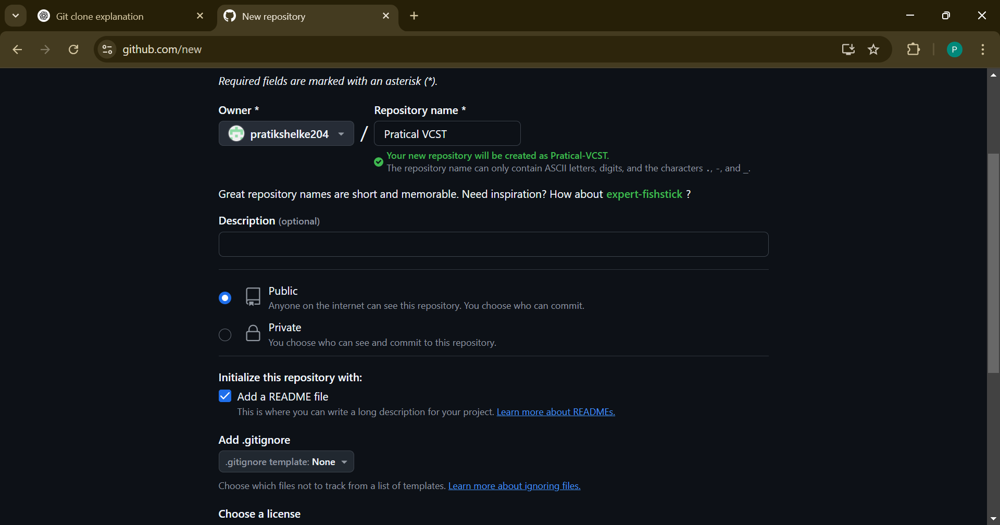 Git clone explanation
New repository
github.com/new
P
Required fields are marked with an asterisk (*).
Owner * Repository name *
pratikshelke204 / Pratical VCST
Your new repository will be created as Pratical-VCST.
The repository name can only contain ASCII letters, digits, and the characters ., -, and _.
Great repository names are short and memorable. Need inspiration? How about expert-fishstick ?
Description (optional)
Public
Anyone on the internet can see this repository. You choose who can commit.
Private
You choose who can see and commit to this repository.
Initialize this repository with:
Add a README file
This is where you can write a long description for your project. Learn more about READMEs.
Add .gitignore
.gitignore template: None
Choose which files not to track from a list of templates. Learn more about ignoring files.
Choose a license